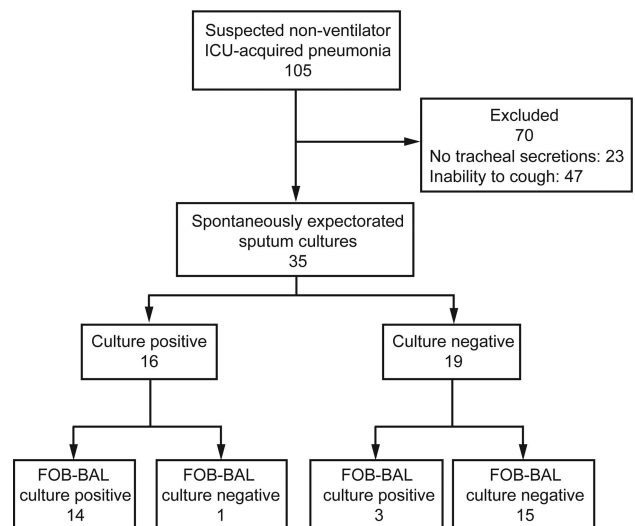 Suspected non-ventilator
ICU-acquired pneumonia
105
Excluded
70
No tracheal secretions: 23
Inability to cough: 47
Spontaneously expectorated
sputum cultures
35
Culture positive
16
Culture negative
19
FOB-BAL
culture positive
14
FOB-BAL
culture negative
1
FOB-BAL
culture positive
3
FOB-BAL
culture negative
15